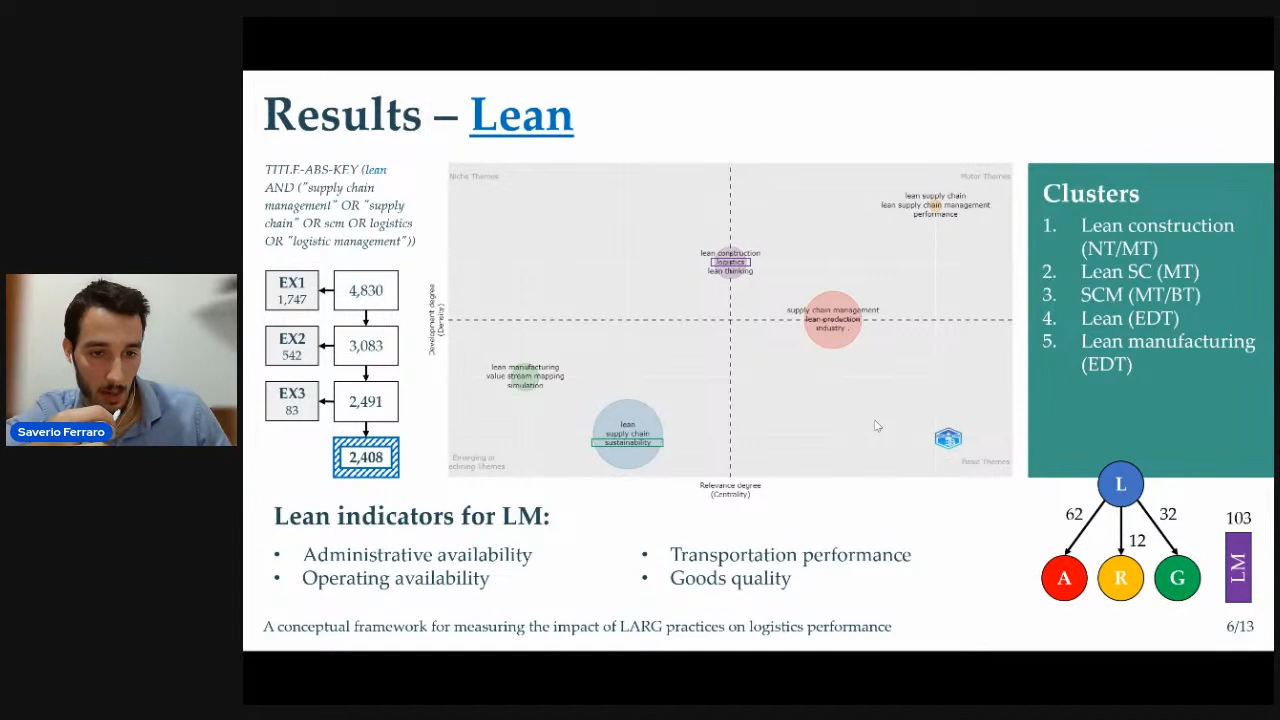 Results – Lean
TITLE-ABS-KEY (lean
AND ("supply chain
management" OR "supply
chain" OR scm OR logistics
OR "logistic management"))
EX1
1,747
4,830
EX2
542
3,083
EX3
83
2,491
2,408
Niche Themes
Motor Themes
lean supply chain
lean supply chain management
performance
lean construction
logistics
lean thinking
supply chain management
lean production
industry .
Development degree
(Density)
lean manufacturing
value stream mapping
simulation
lean
supply chain
sustainability
Emerging or
eclining Themes
Basic Themes
Relevance degree
(Centrality)
Clusters
1. Lean construction
(NT/MT)
2. Lean SC (MT)
3. SCM (MT/BT)
4. Lean (EDT)
5. Lean manufacturing
(EDT)
Saverio Ferraro
Lean indicators for LM:
• Administrative availability
• Operating availability
• Transportation performance
• Goods quality
L
62
12
32
A
R
G
103
LM
A conceptual framework for measuring the impact of LARG practices on logistics performance
6/13